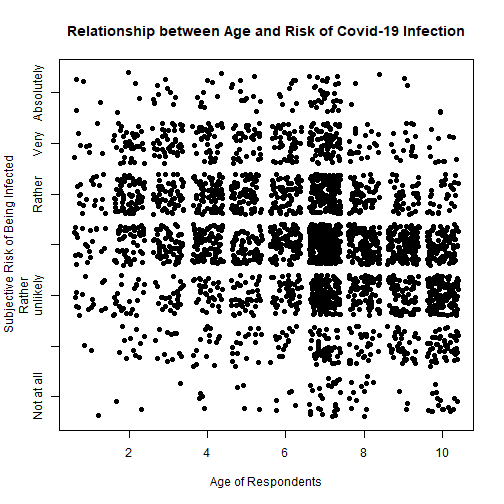 Relationship between Age and Risk of Covid-19 Infection
Subjective Risk of Being Infected
Absolutely
Very
Rather
Rather
unlikely
Not at all
2
4
6
8
10
Age of Respondents